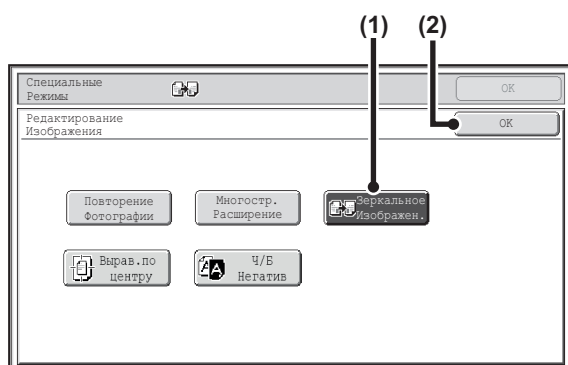 (1) (2)
Специальные
Режимы
OK
Редактирование
Изображения
OK
Повторение
Фотографии
Многостр.
Расширение
Зеркальное
Изображен.
Вырав.по
центру
Ч/Б
Негатив